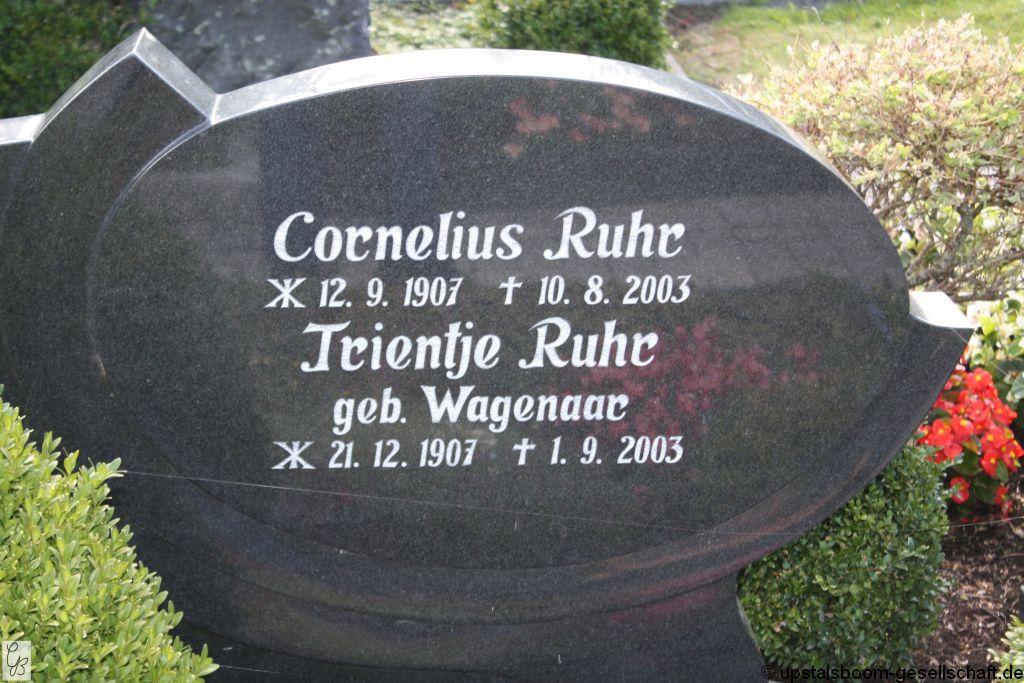 Cornelius Ruhr
12. 9. 1907 † 10. 8. 2003
Trientje Ruhr
geb. Wagenaar
21. 12. 1907 † 1. 9. 2003
© upstalsboom-gesellschaft.de
GB